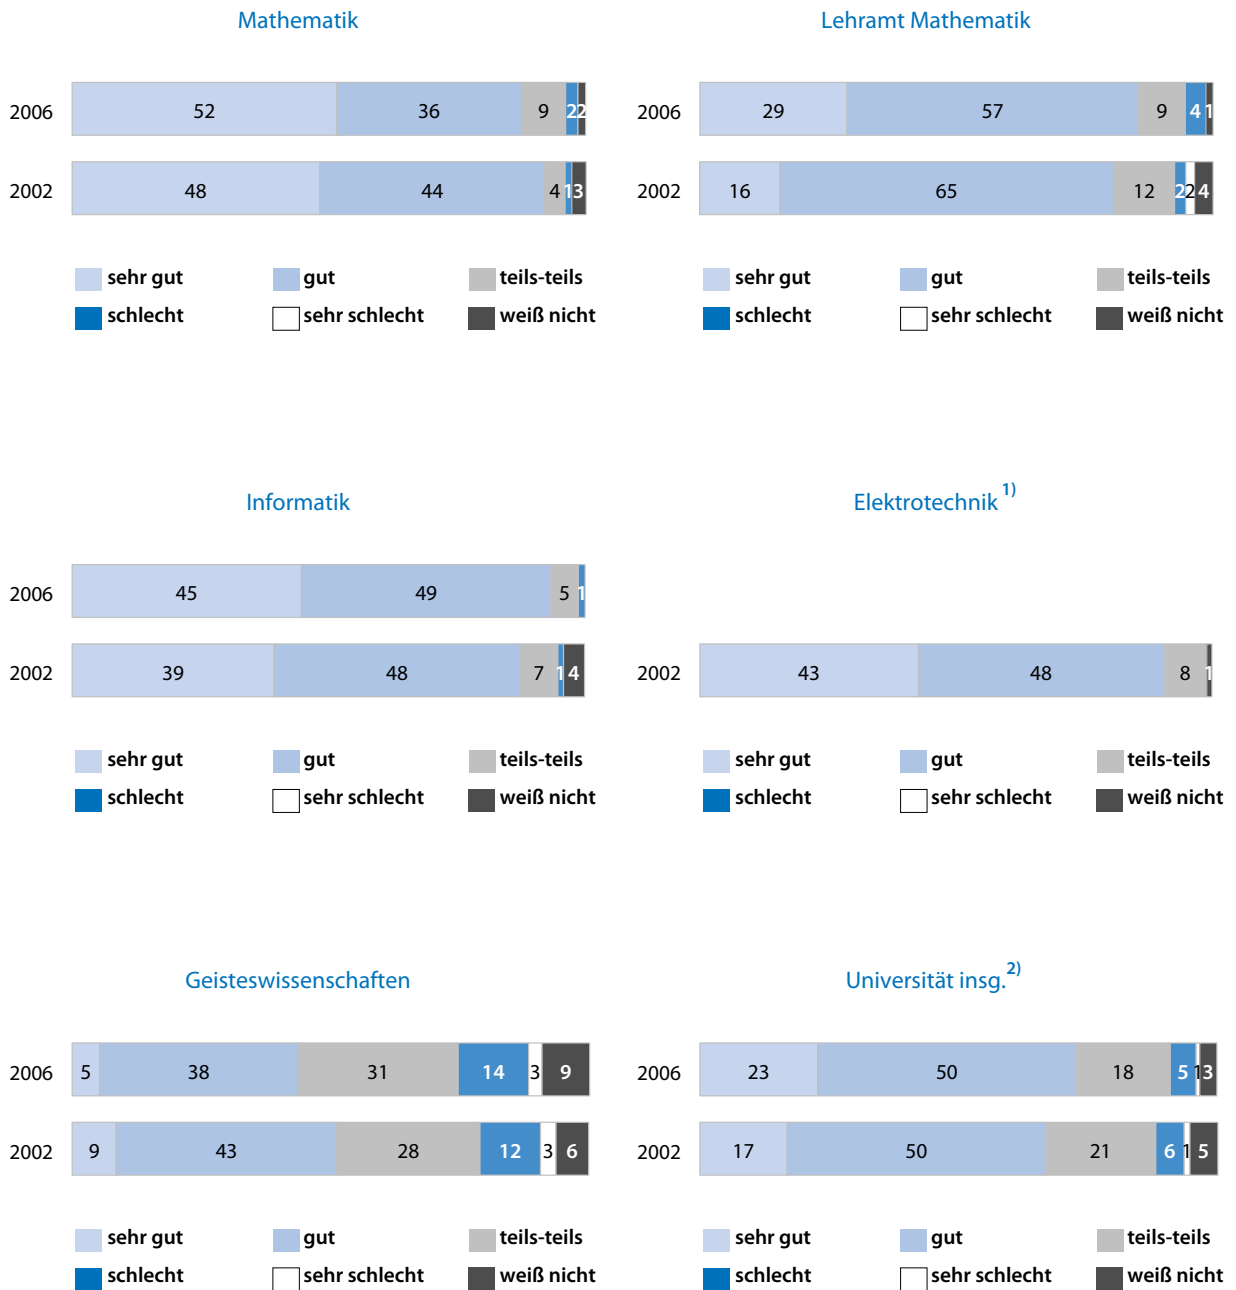 Mathematik
2006 52 36 9 2 2
2002 48 44 4 1 3
sehr gut gut teils-teils
schlecht sehr schlecht weiß nicht
Lehramt Mathematik
2006 29 57 9 4 1
2002 16 65 12 2 2 4
sehr gut gut teils-teils
schlecht sehr schlecht weiß nicht
Informatik
2006 45 49 5 1
2002 39 48 7 1 4
sehr gut gut teils-teils
schlecht sehr schlecht weiß nicht
Elektrotechnik 1)
2002 43 48 8 1
sehr gut gut teils-teils
schlecht sehr schlecht weiß nicht
Geisteswissenschaften
2006 5 38 31 14 3 9
2002 9 43 28 12 3 6
sehr gut gut teils-teils
schlecht sehr schlecht weiß nicht
Universität insg. 2)
2006 23 50 18 5 1 3
2002 17 50 21 6 1 5
sehr gut gut teils-teils
schlecht sehr schlecht weiß nicht